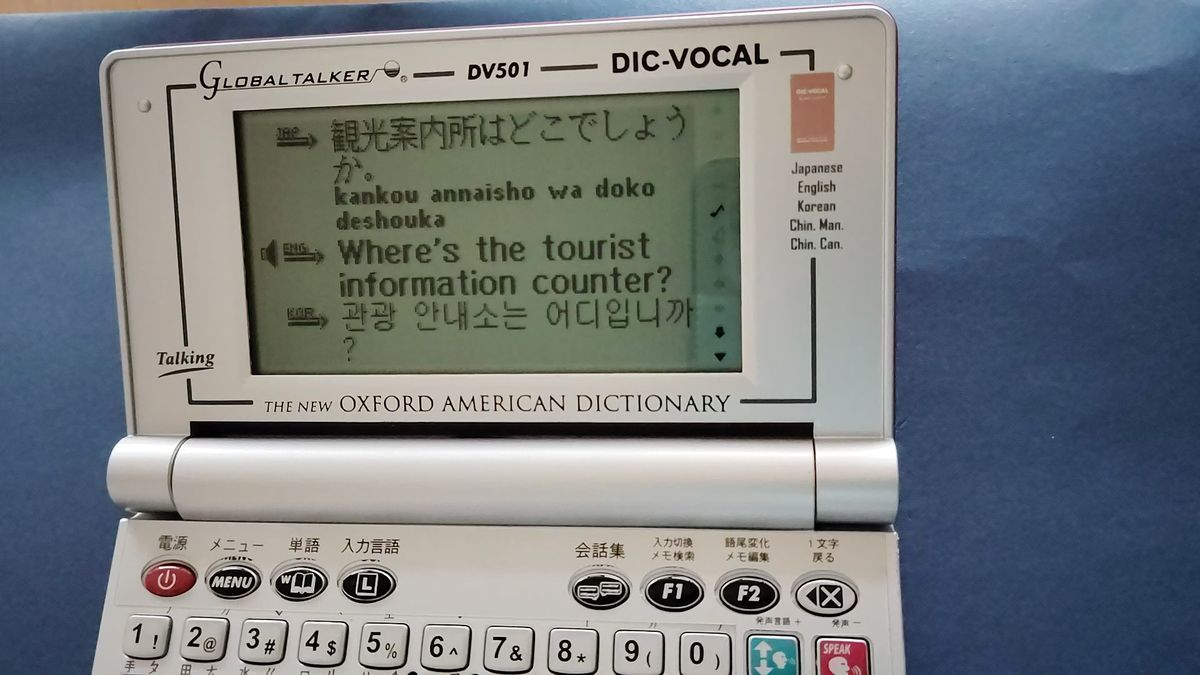 GLOBALTALKER — DV501 — DIC-VOCAL
DIC-VOCAL
Japanese
English
Korean
Chin. Man.
Chin. Can.
JAP
観光案内所はどこでしょう
か。
kankou annaisho wa doko
deshouka
ENG
Where's the tourist
information counter?
KOR
관광 안내소는 어디입니까
?
Talking
THE NEW OXFORD AMERICAN DICTIONARY
電源 メニュー 単語 入力言語 会話集 入力切換 語尾変化 1文字
メモ検索 メモ編集 戻る
MENU W L F1 F2
発声言語 + 発声 −
1 ! 2 @ 3 # 4 $ 5 % 6 ^ 7 & 8 * 9 ( 0 )
SPEAK
手 田 水